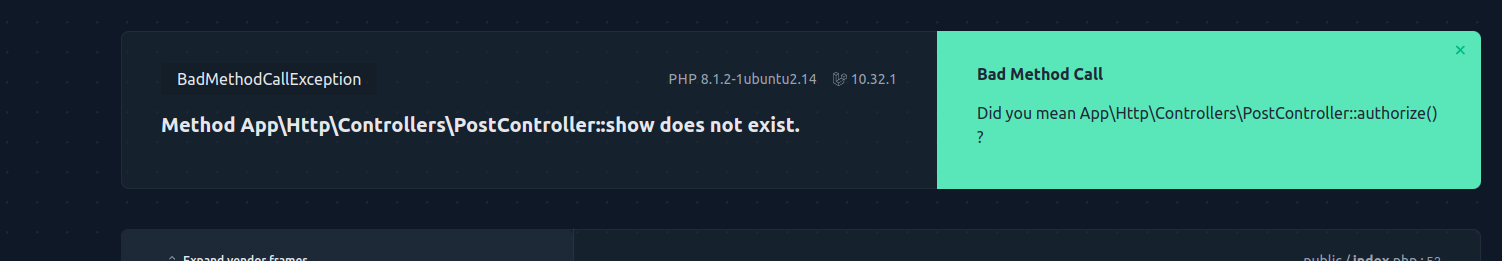 BadMethodCallException
PHP 8.1.2-1ubuntu2.14 10.32.1
Method App\Http\Controllers\PostController::show does not exist.
Bad Method Call
Did you mean App\Http\Controllers\PostController::authorize()
?
Expand vendor frames
public / index.php : 52